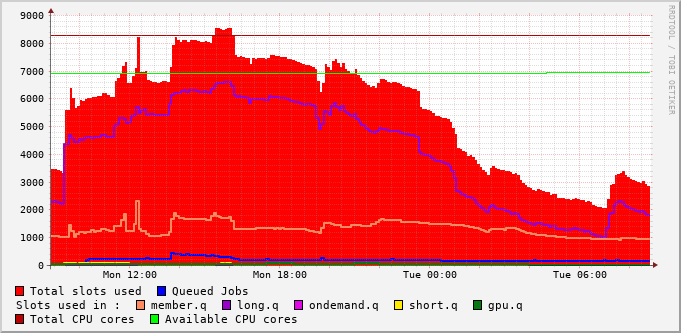 9000
8000
7000
6000
5000
4000
3000
2000
1000
0
Mon 12:00 Mon 18:00 Tue 00:00 Tue 06:00
RRDTOOL / TOBI OETIKER
Total slots used Queued Jobs
Slots used in : member.q long.q ondemand.q short.q gpu.q
Total CPU cores Available CPU cores